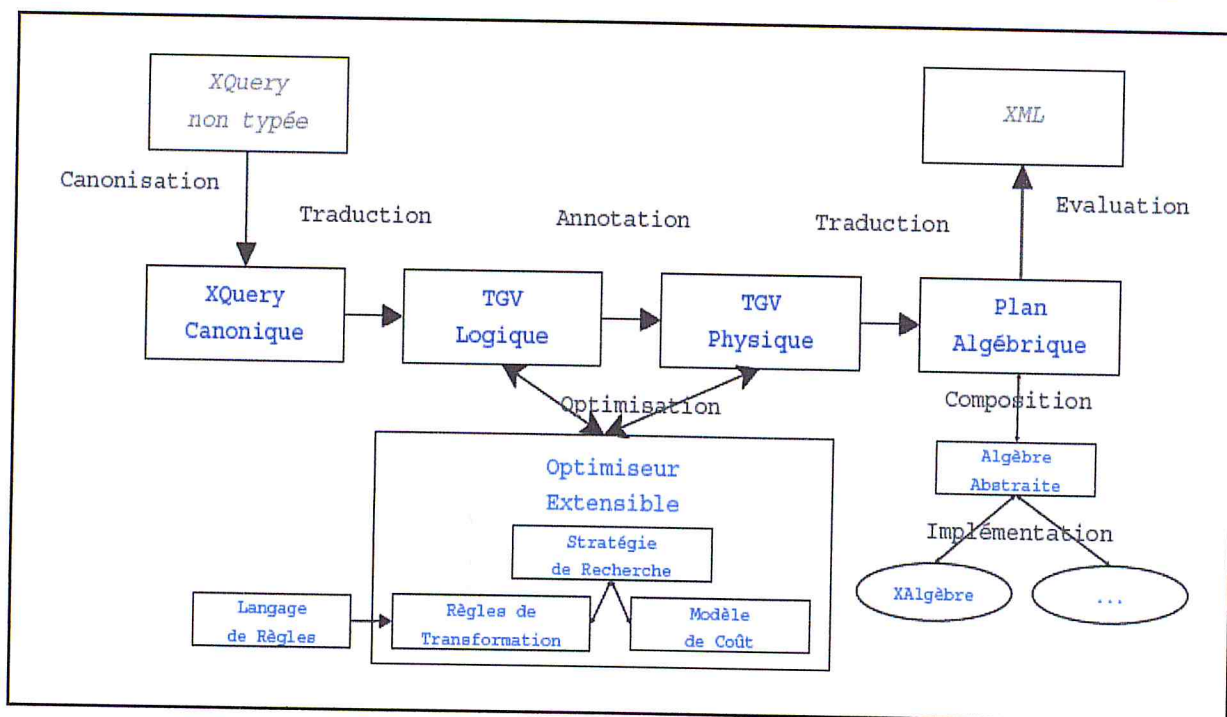 XQuery
non typée
XML
Canonisation
Traduction
Annotation
Traduction
Evaluation
XQuery
Canonique
TGV
Logique
TGV
Physique
Plan
Algébrique
Optimisation
Composition
Optimiseur
Extensible
Algèbre
Abstraite
Stratégie
de Recherche
Implémentation
Langage
de Règles
Règles de
Transformation
Modèle
de Coût
XAlgèbre
...